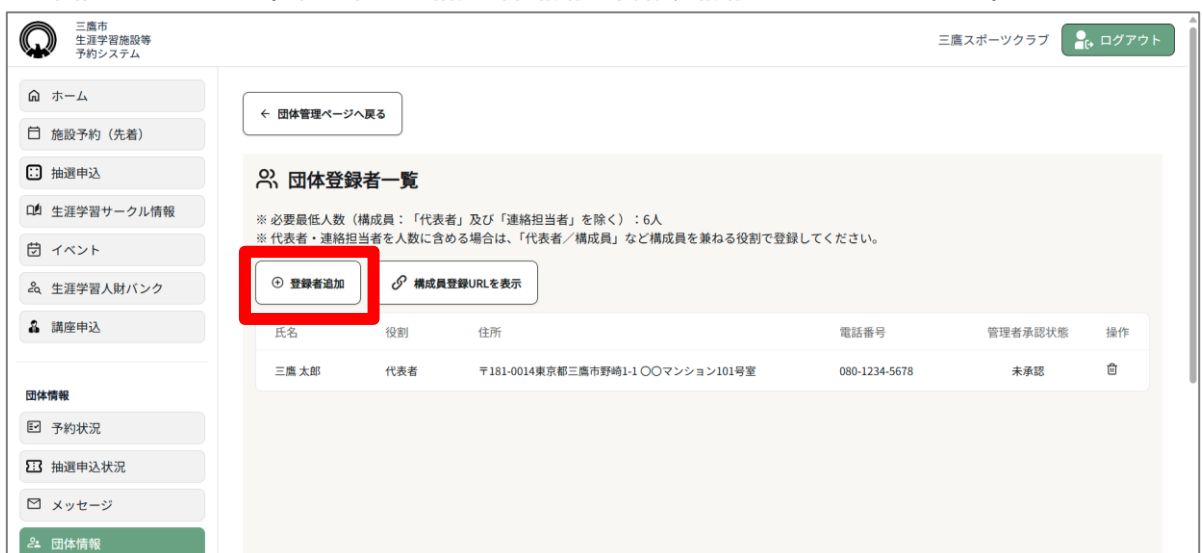 三鷹市
生涯学習施設等
予約システム
三鷹スポーツクラブ
ログアウト
ホーム
施設予約（先着）
抽選申込
生涯学習サークル情報
イベント
生涯学習人財バンク
講座申込
団体情報
予約状況
抽選申込状況
メッセージ
団体情報
← 団体管理ページへ戻る
団体登録者一覧
※ 必要最低人数（構成員：「代表者」及び「連絡担当者」を除く）：6人
※ 代表者・連絡担当者を人数に含める場合は、「代表者／構成員」など構成員を兼ねる役割で登録してください。
登録者追加
構成員登録URLを表示
氏名 役割 住所 電話番号 管理者承認状態 操作
三鷹 太郎 代表者 〒181-0014東京都三鷹市野崎1-1 〇〇マンション101号室 080-1234-5678 未承認